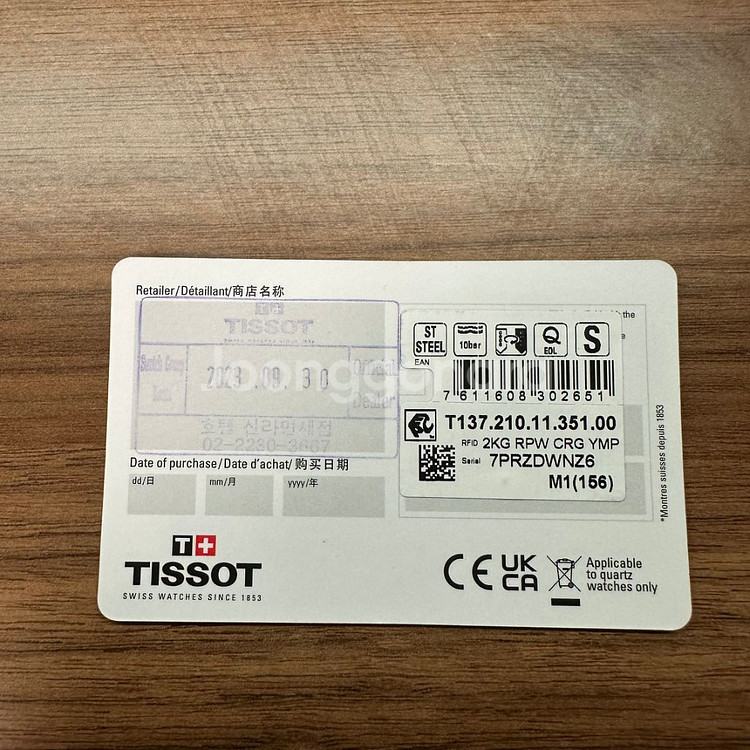 Retailer/Détaillant/商店名称
TISSOT
2023 .09. 30
Official
Dealer
호텔 신라면세점
02-2230-3667
Date of purchase/Date d'achat/购买日期
dd/日
mm/月
yyyy/年
T+
TISSOT
SWISS WATCHES SINCE 1853
the
ST
STEEL
10bar
Q
EOL
S
EAN
7611608302651
T137.210.11.351.00
RFID 2KG RPW CRG YMP
Serial 7PRZDWNZ6
M1(156)
*Montres suisses depuis 1853
CE UK
CA
Applicable
to quartz
watches only